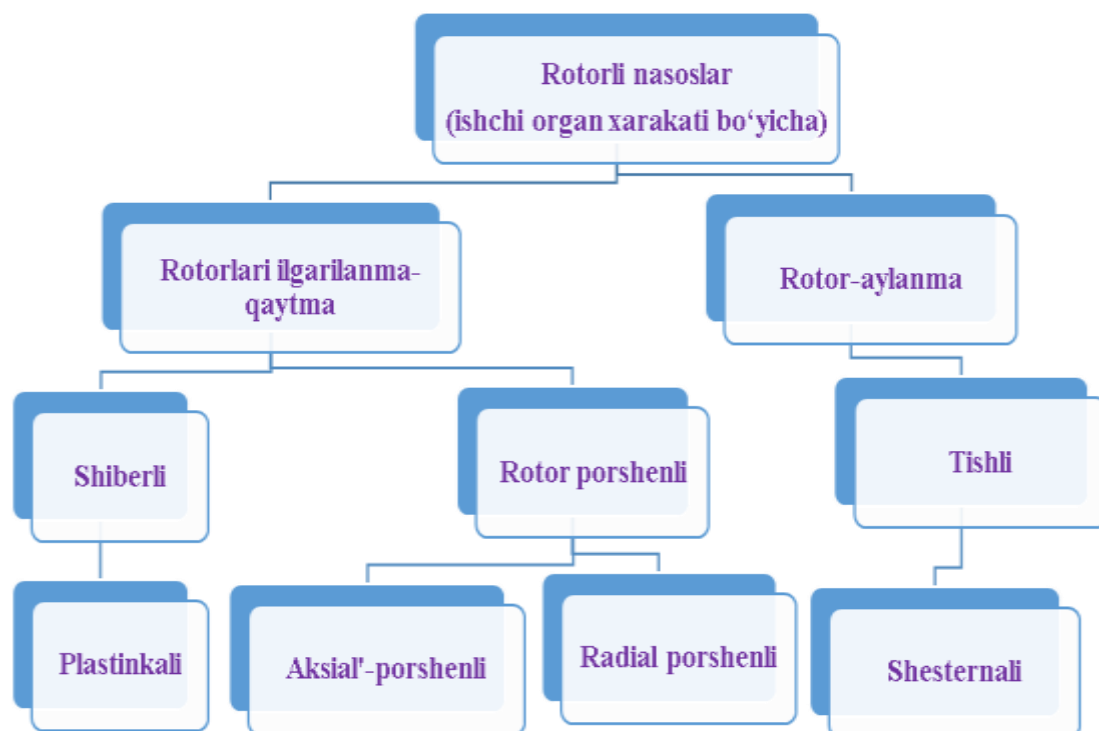 Rotorli nasoslar
(ishchi organ xarakati bo‘yicha)
Rotorlari ilgarilanma-
qaytma
Rotor-aylanma
Shiberli
Rotor porshenli
Tishli
Plastinkali
Aksial'-porshenli
Radial porshenli
Shesternali